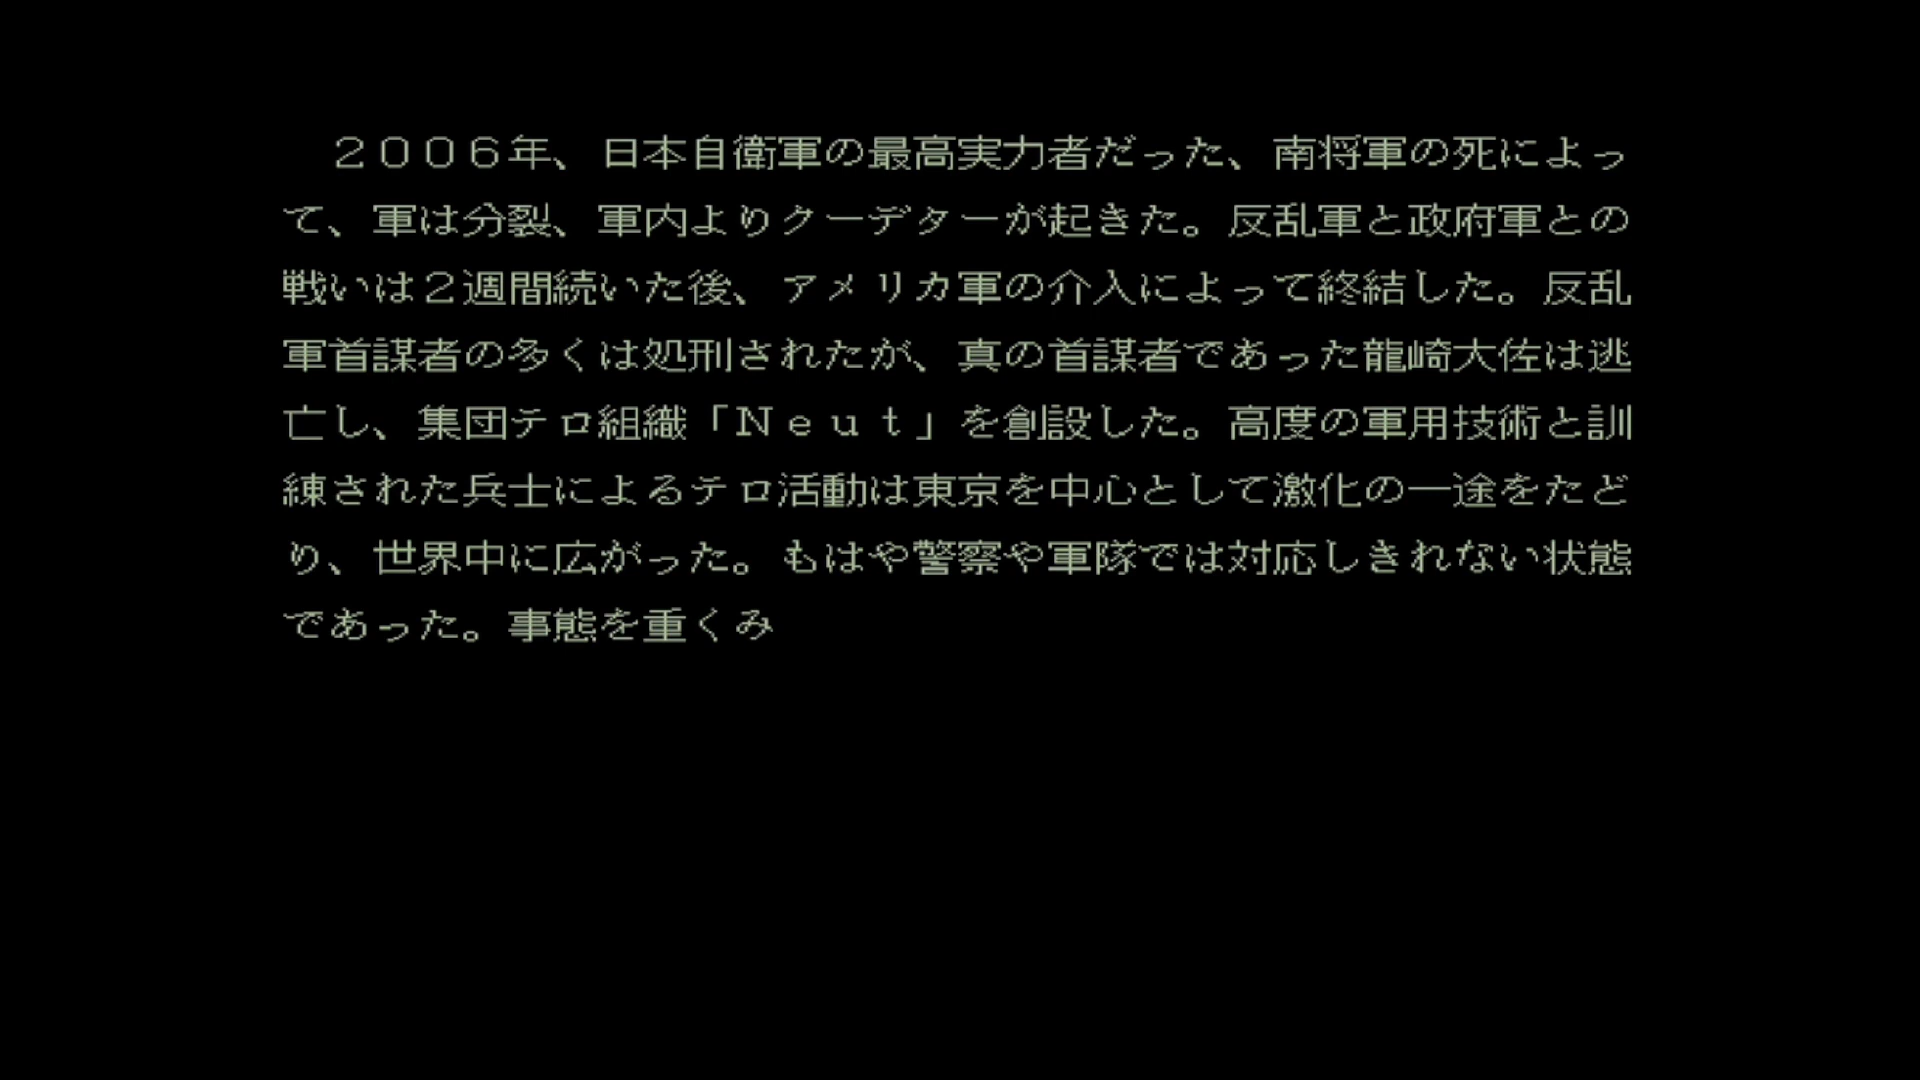 ２００６年、日本自衛軍の最高実力者だった、南将軍の死によっ
て、軍は分裂、軍内よりクーデターが起きた。反乱軍と政府軍との
戦いは２週間続いた後、アメリカ軍の介入によって終結した。反乱
軍首謀者の多くは処刑されたが、真の首謀者であった龍崎大佐は逃
亡し、集団テロ組織「Ｎｅｕｔ」を創設した。高度の軍用技術と訓
練された兵士によるテロ活動は東京を中心として激化の一途をたど
り、世界中に広がった。もはや警察や軍隊では対応しきれない状態
であった。事態を重くみ